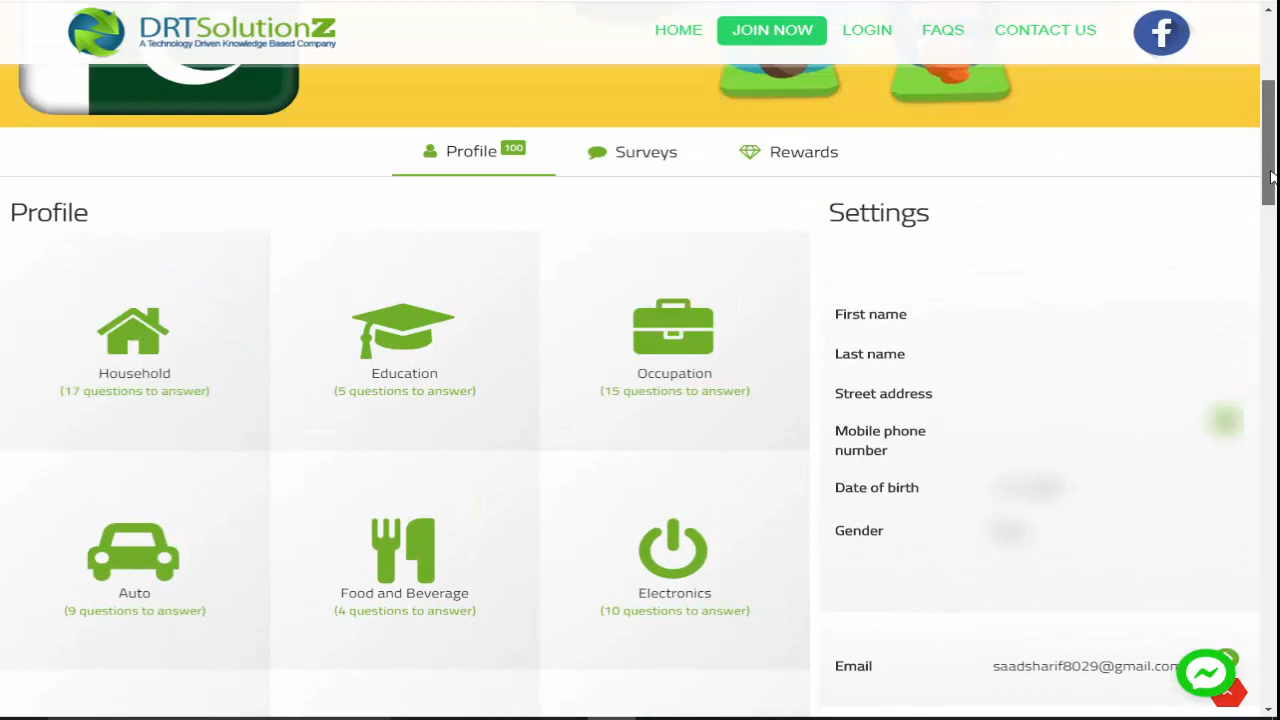 DRTSolutionZ
A Technology Driven Knowledge Based Company
HOME
JOIN NOW
LOGIN
FAQS
CONTACT US
f
Profile 100
Surveys
Rewards
Profile
Household
(17 questions to answer)
Education
(5 questions to answer)
Occupation
(15 questions to answer)
Auto
(9 questions to answer)
Food and Beverage
(4 questions to answer)
Electronics
(10 questions to answer)
Settings
First name
Last name
Street address
Mobile phone
number
Date of birth
Gender
Email saadsharif8029@gmail.com